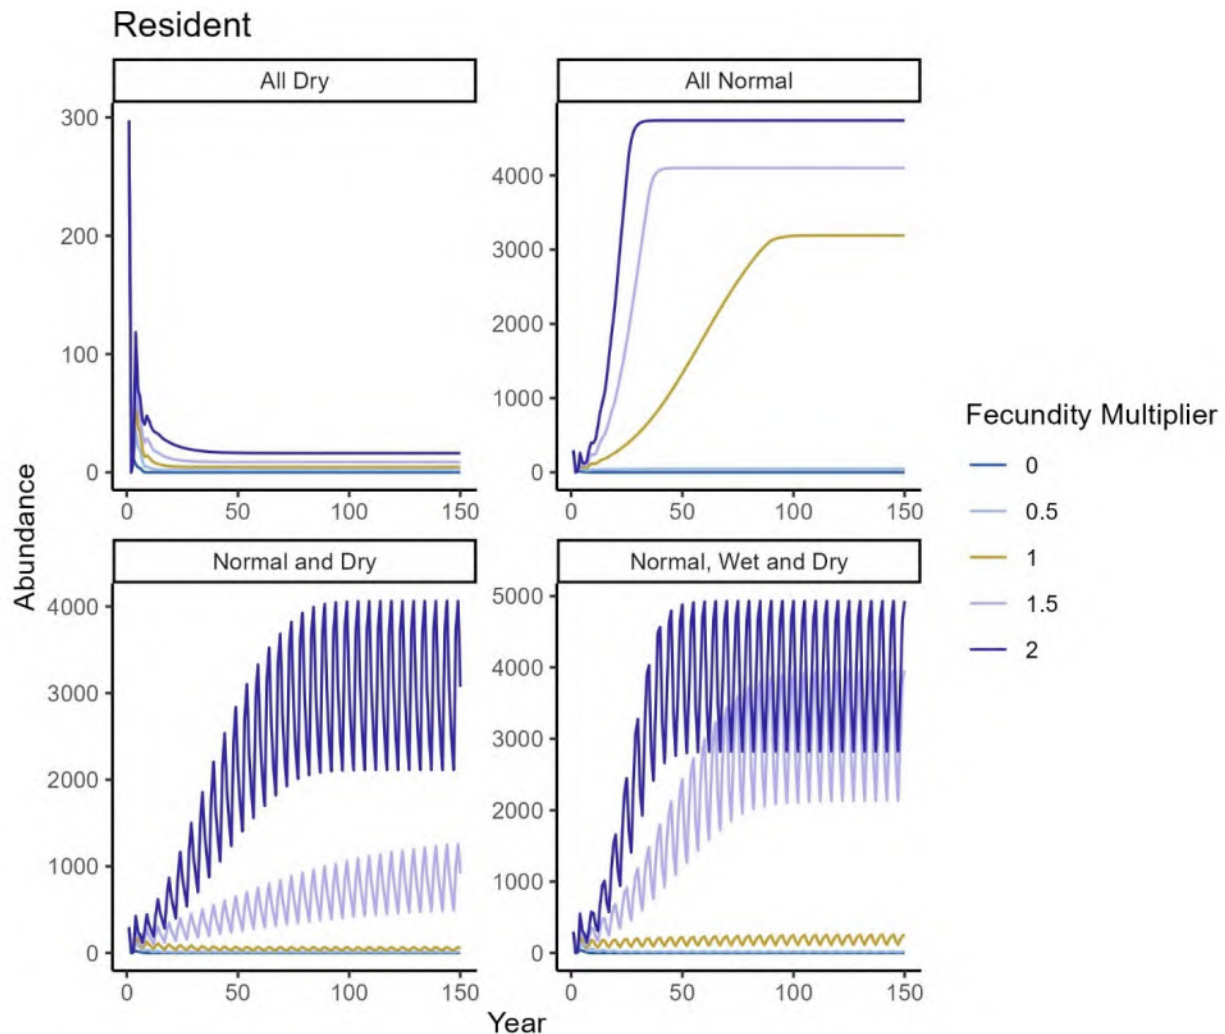 Resident
All Dry
All Normal
300
200
100
0
4000
3000
2000
1000
0
0 50 100 150
0 50 100 150
Normal and Dry
Normal, Wet and Dry
4000
3000
2000
1000
0
5000
4000
3000
2000
1000
0
0 50 100 150
0 50 100 150
Abundance
Year
Fecundity Multiplier
0
0.5
1
1.5
2